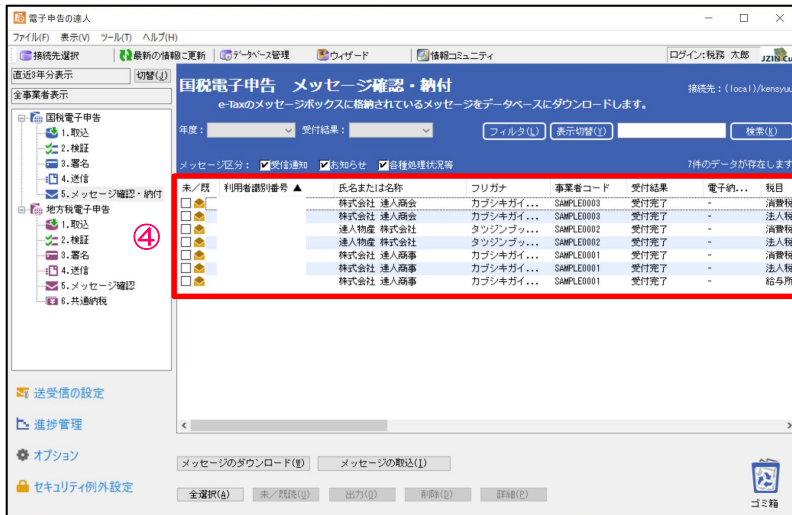 電子申告の達人
ファイル(F) 表示(V) ツール(T) ヘルプ(H)
接続先選択 最新の情報に更新 データベース管理 ウィザード 情報コミュニティ ログイン:税務 太郎
直近3年分表示 切替(J)
全事業者表示
国税電子申告
1.取込
2.検証
3.署名
4.送信
5.メッセージ確認・納付
地方税電子申告
1.取込
2.検証
3.署名
4.送信
5.メッセージ確認
6.共通納税
送受信の設定
進捗管理
オプション
セキュリティ例外設定
国税電子申告 メッセージ確認・納付
接続先:(local)/kensyuu
e-Taxのメッセージボックスに格納されているメッセージをデータベースにダウンロードします。
年度: 受付結果: フィルタ(L) 表示切替(Y) 検索(K)
メッセージ区分: 受信通知 お知らせ 各種処理状況等 7件のデータが存在します
未/既 利用者識別番号 ▲ 氏名または名称 フリガナ 事業者コード 受付結果 電子納... 税目
株式会社 達人商会 カブシキガイ... SAMPLE0003 受付完了 - 消費税
株式会社 達人商会 カブシキガイ... SAMPLE0003 受付完了 - 法人税
達人物産 株式会社 タツジンブッ... SAMPLE0002 受付完了 - 消費税
達人物産 株式会社 タツジンブッ... SAMPLE0002 受付完了 - 法人税
株式会社 達人商事 カブシキガイ... SAMPLE0001 受付完了 - 消費税
株式会社 達人商事 カブシキガイ... SAMPLE0001 受付完了 - 法人税
株式会社 達人商事 カブシキガイ... SAMPLE0001 受付完了 - 給与所
④
メッセージのダウンロード(W) メッセージの取込(I)
全選択(A) 未/既読(U) 出力(O) 削除(D) 詳細(P)
ゴミ箱